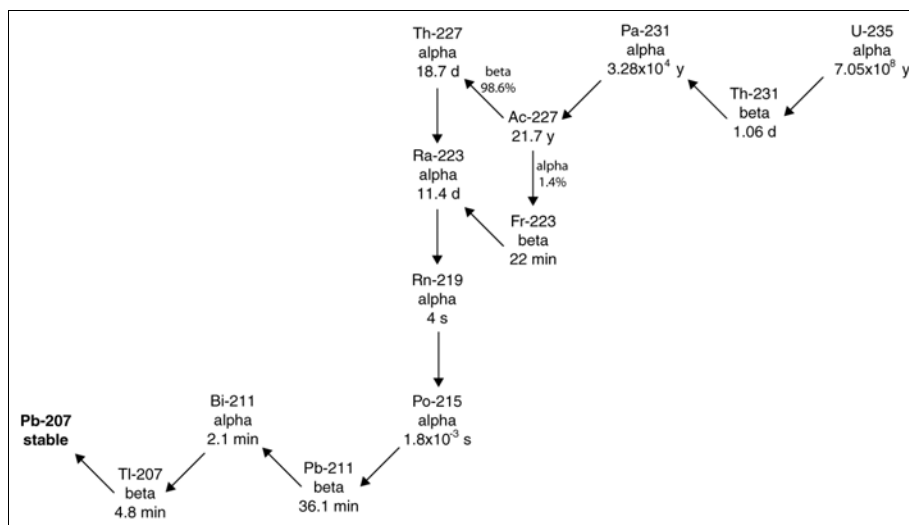 Th-227
alpha
18.7 d
beta
98.6%
Pa-231
alpha
3.28x10⁴ y
U-235
alpha
7.05x10⁸ y
Th-231
beta
1.06 d
Ac-227
21.7 y
Ra-223
alpha
11.4 d
alpha
1.4%
Fr-223
beta
22 min
Rn-219
alpha
4 s
Po-215
alpha
1.8x10⁻³ s
Bi-211
alpha
2.1 min
Pb-207
stable
Pb-211
beta
36.1 min
Tl-207
beta
4.8 min